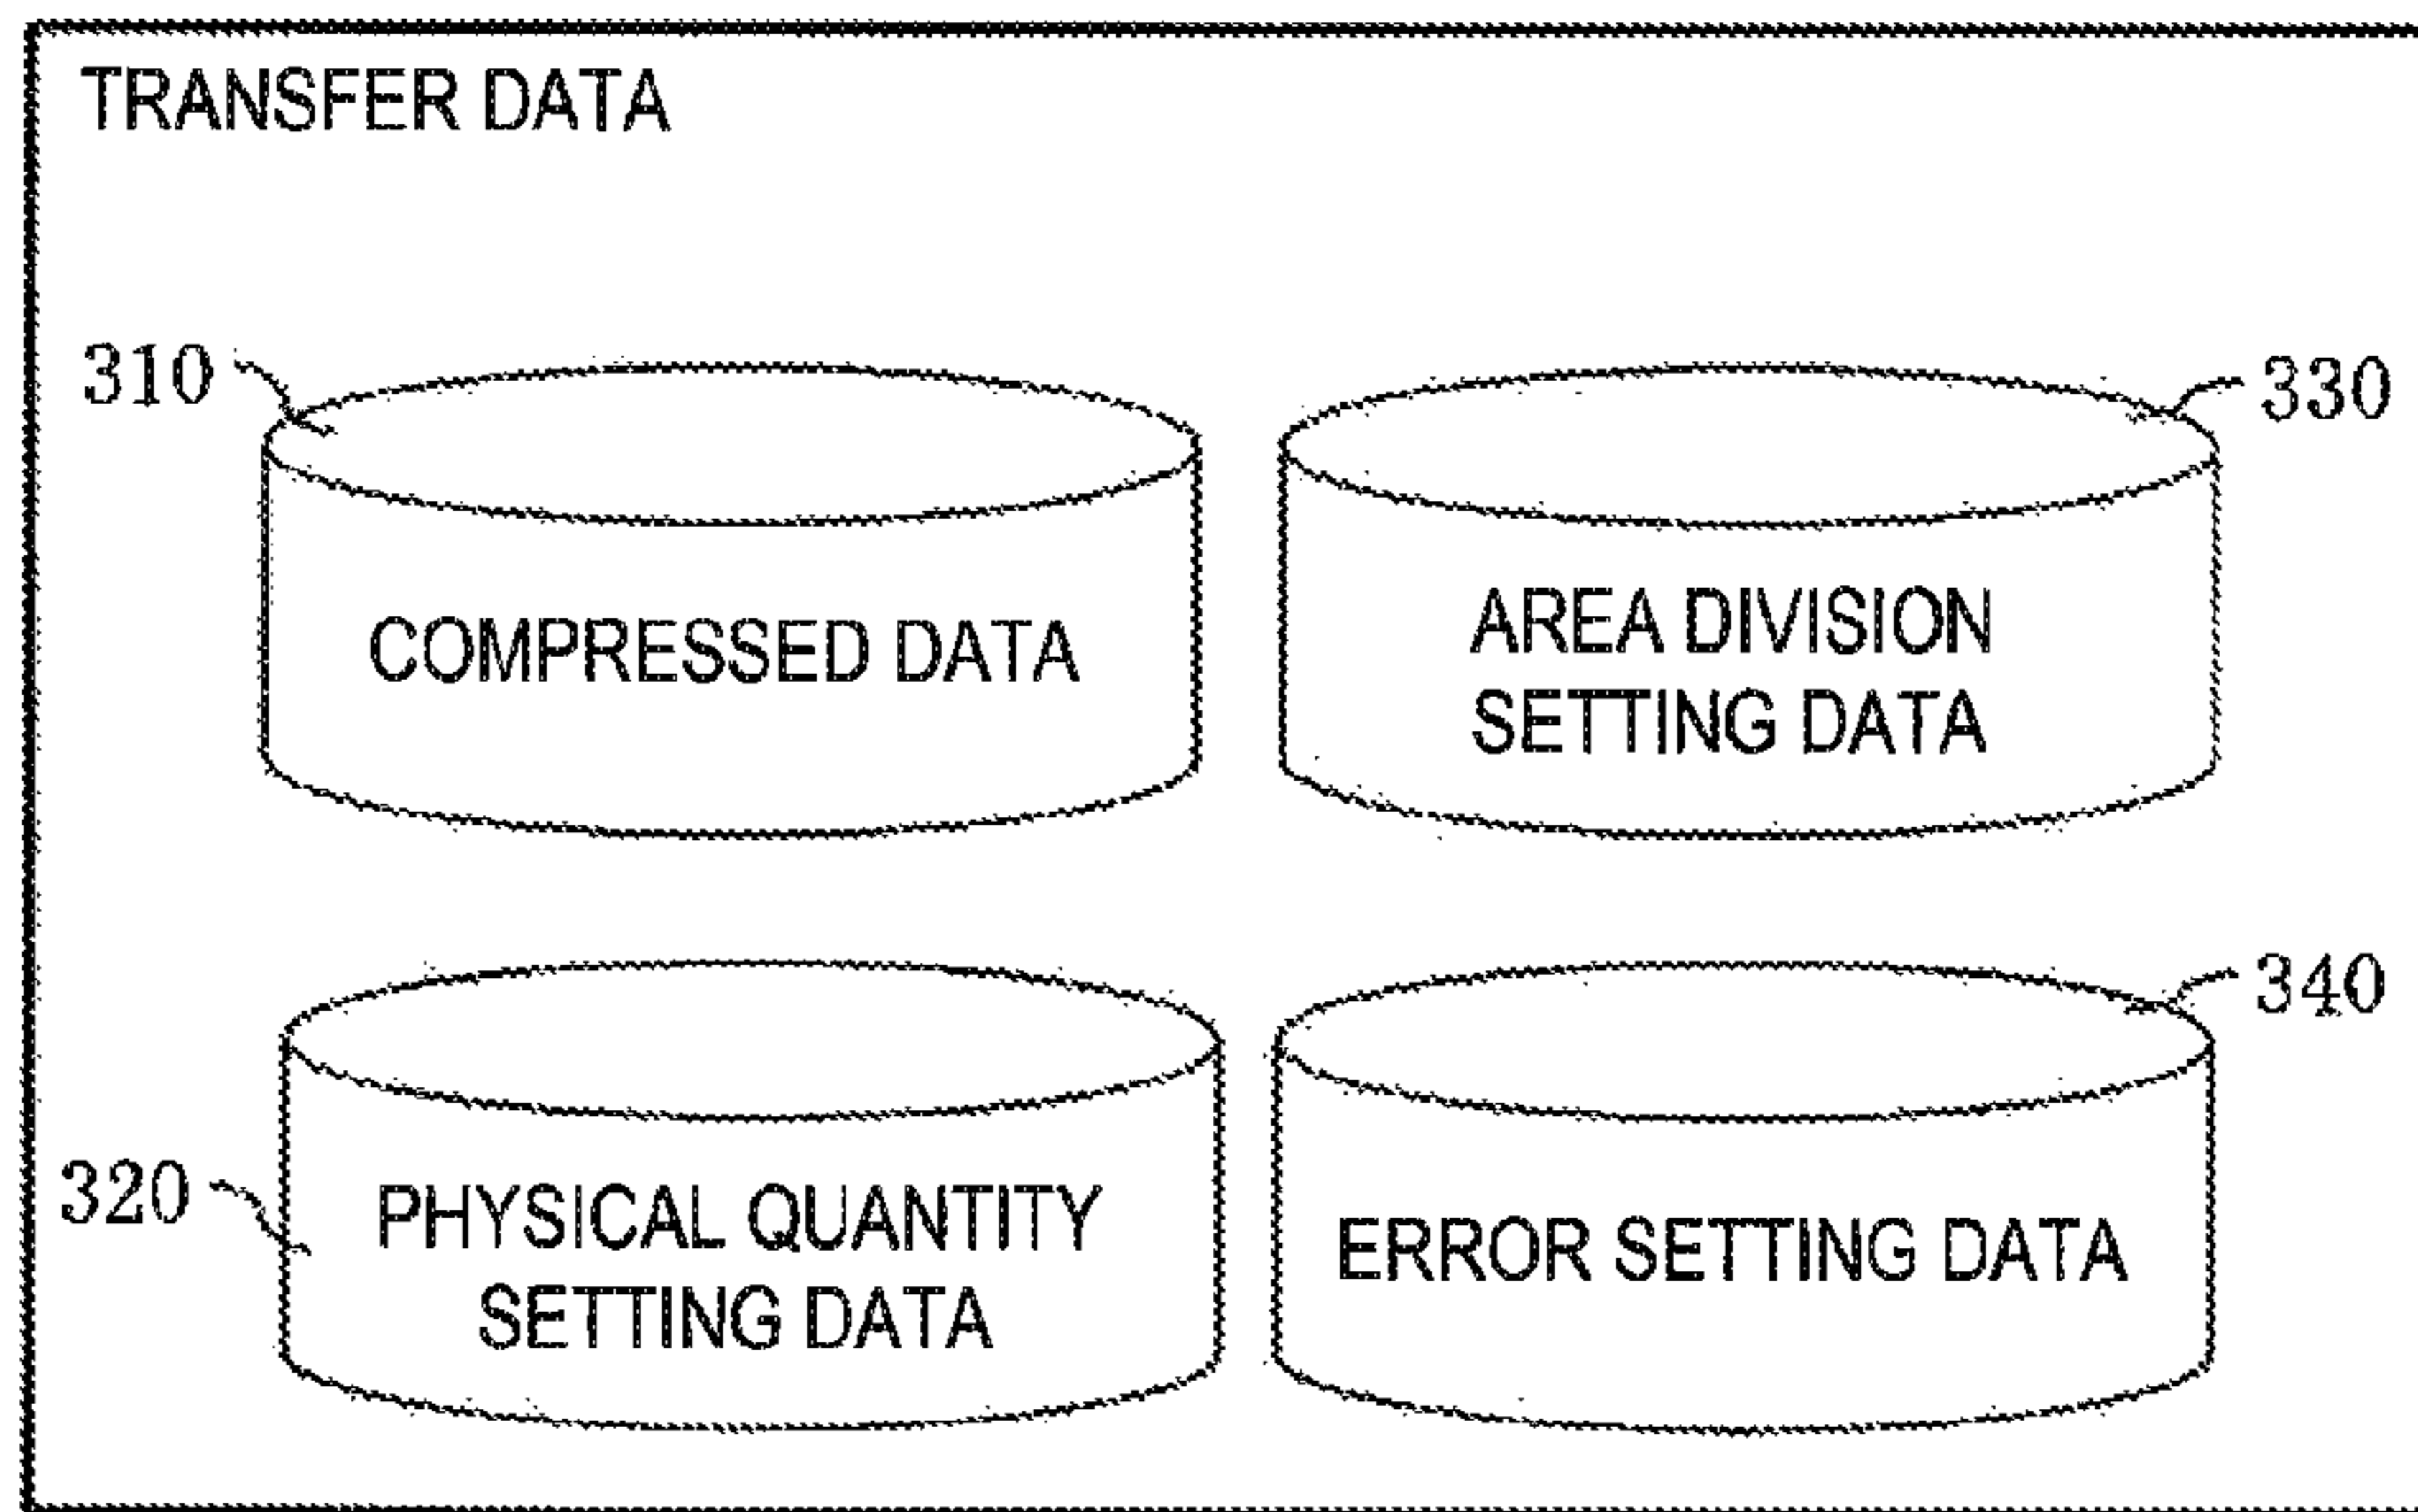 TRANSFER DATA
310
COMPRESSED DATA
330
AREA DIVISION
SETTING DATA
320
PHYSICAL QUANTITY
SETTING DATA
340
ERROR SETTING DATA